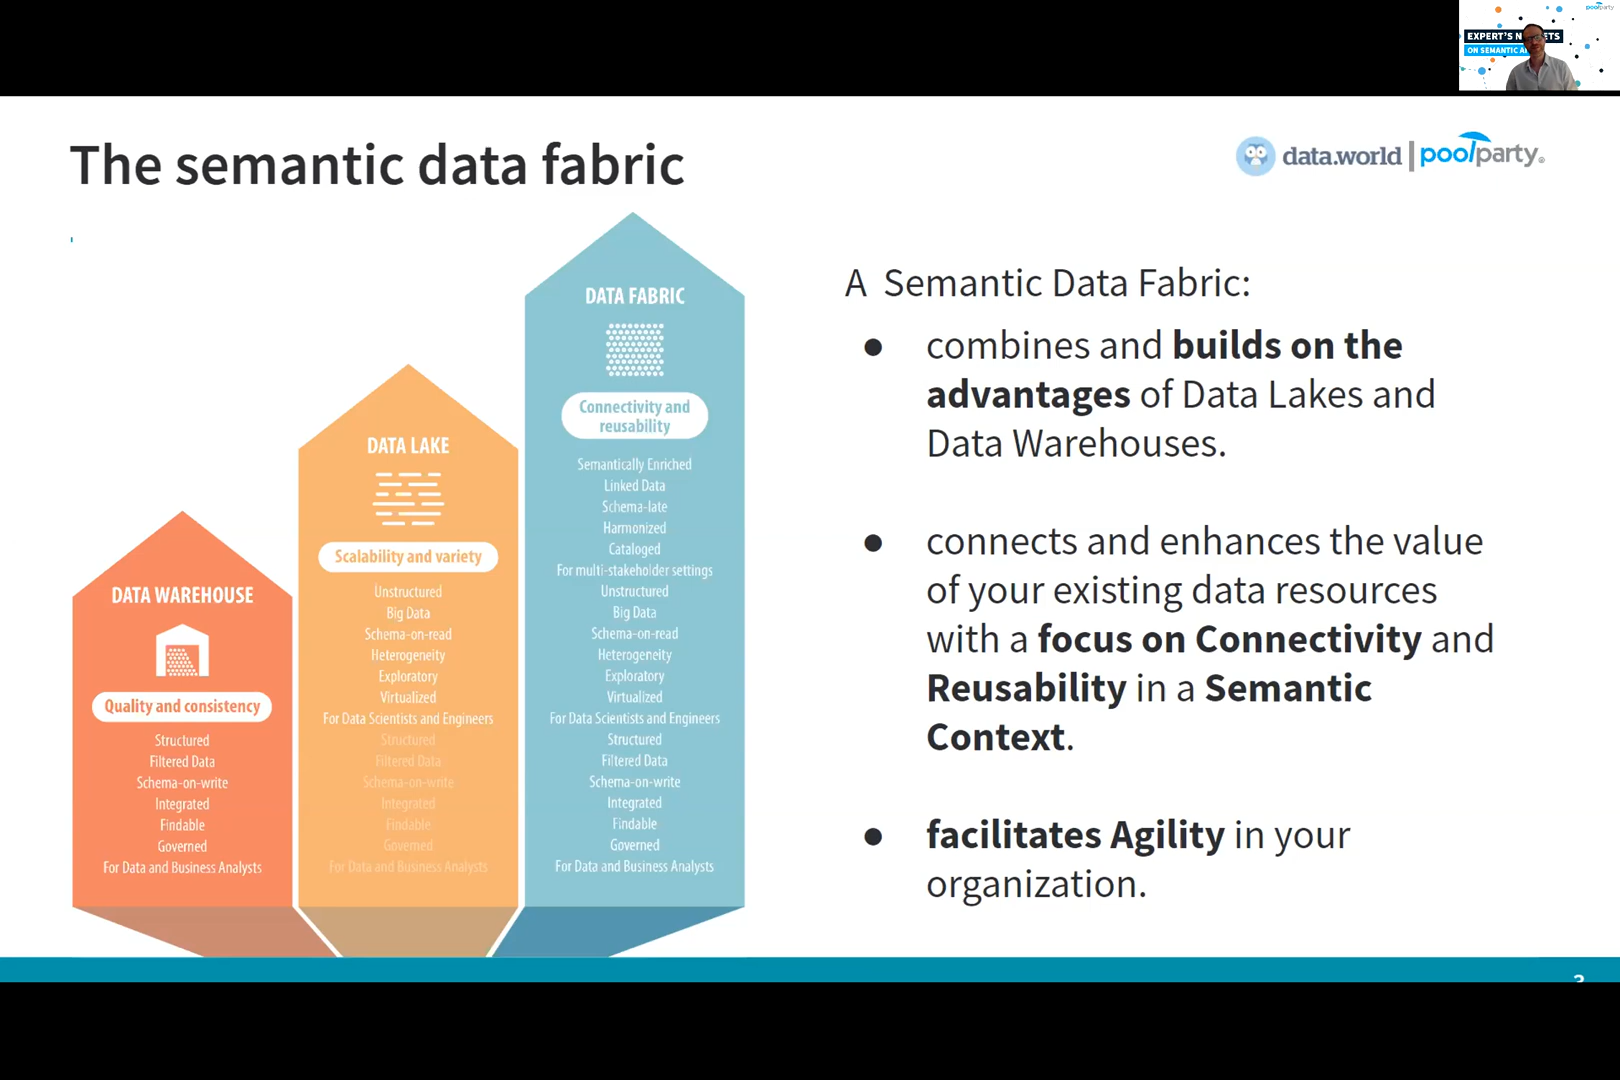 poolparty
EXPERT'S N
ETS
ON SEMANTIC A
The semantic data fabric
data.world | poolparty®
DATA WAREHOUSE
Quality and consistency
Structured
Filtered Data
Schema-on-write
Integrated
Findable
Governed
For Data and Business Analysts
DATA LAKE
Scalability and variety
Unstructured
Big Data
Schema-on-read
Heterogeneity
Exploratory
Virtualized
For Data Scientists and Engineers
Structured
Filtered Data
Schema-on-write
Integrated
Findable
Governed
For Data and Business Analysts
DATA FABRIC
Connectivity and
reusability
Semantically Enriched
Linked Data
Schema-late
Harmonized
Cataloged
For multi-stakeholder settings
Unstructured
Big Data
Schema-on-read
Heterogeneity
Exploratory
Virtualized
For Data Scientists and Engineers
Structured
Filtered Data
Schema-on-write
Integrated
Findable
Governed
For Data and Business Analysts
A Semantic Data Fabric:
● combines and builds on the
advantages of Data Lakes and
Data Warehouses.
● connects and enhances the value
of your existing data resources
with a focus on Connectivity and
Reusability in a Semantic
Context.
● facilitates Agility in your
organization.